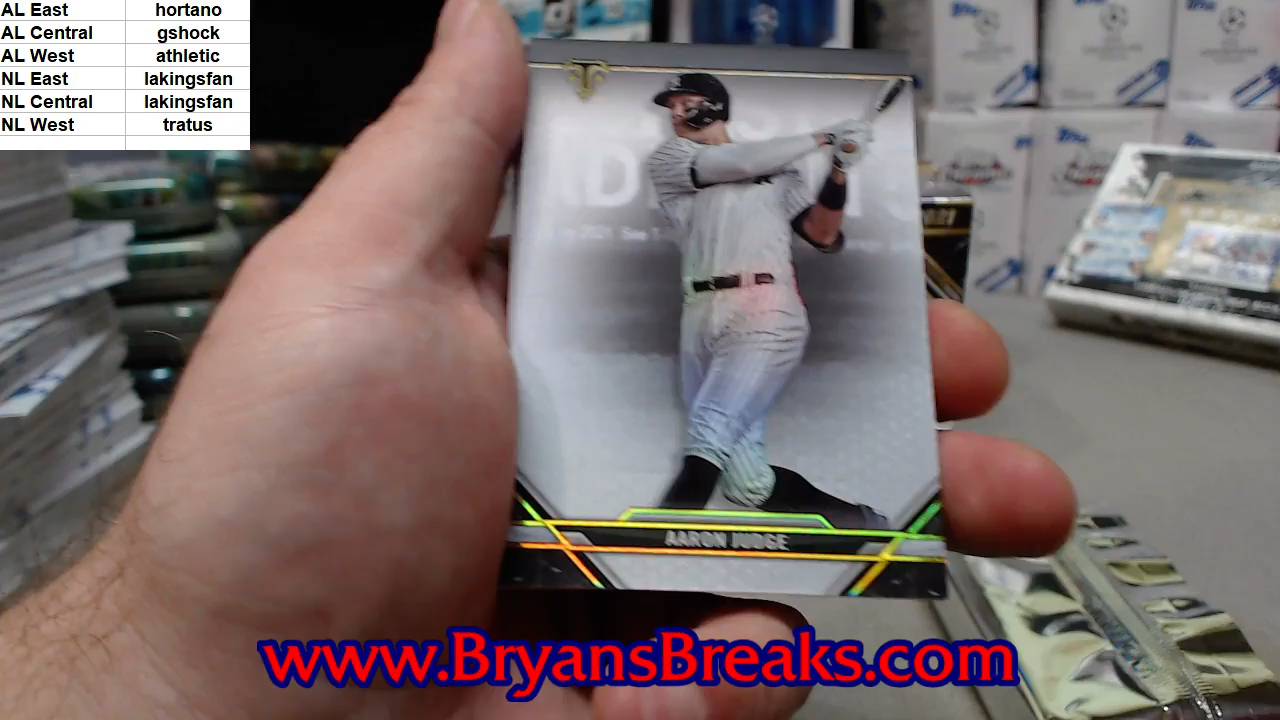 AL East hortano
AL Central gshock
AL West athletic
NL East lakingsfan
NL Central lakingsfan
NL West tratus
AARON JUDGE
www.BryansBreaks.com